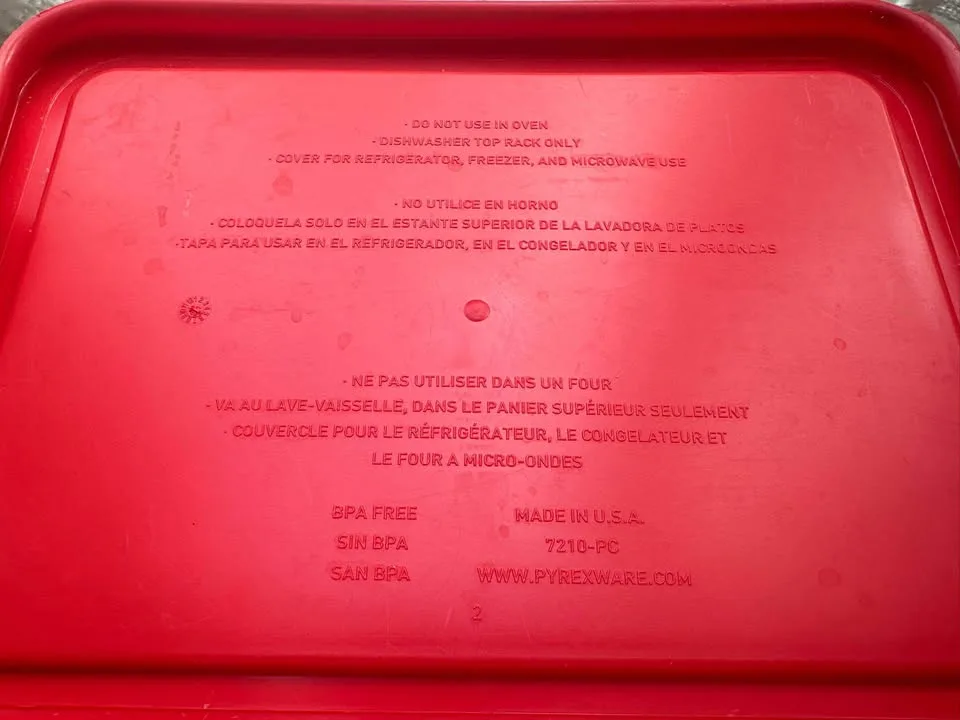 · DO NOT USE IN OVEN
· DISHWASHER TOP RACK ONLY
· COVER FOR REFRIGERATOR, FREEZER, AND MICROWAVE USE
· NO UTILICE EN HORNO
· COLOQUELA SOLO EN EL ESTANTE SUPERIOR DE LA LAVADORA DE PLATOS
· TAPA PARA USAR EN EL REFRIGERADOR, EN EL CONGELADOR Y EN EL MICROONDAS
· NE PAS UTILISER DANS UN FOUR
· VA AU LAVE-VAISSELLE, DANS LE PANIER SUPÉRIEUR SEULEMENT
· COUVERCLE POUR LE RÉFRIGÉRATEUR, LE CONGELATEUR ET
LE FOUR A MICRO-ONDES
BPA FREE
SIN BPA
SAN BPA
MADE IN U.S.A.
7210-PC
WWW.PYREXWARE.COM
2